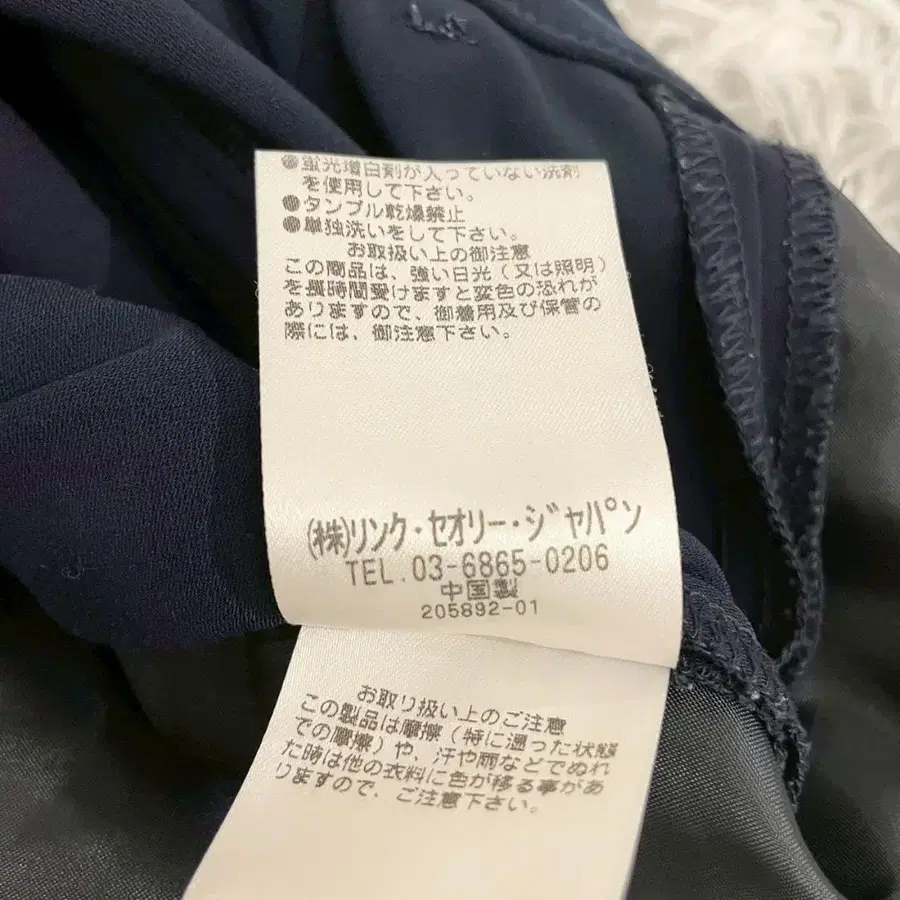 ●蛍光増白剤が入っていない洗剤
を使用して下さい。
●タンブル乾燥禁止
●単独洗いをして下さい。
お取扱い上の御注意
この商品は、強い日光（又は照明）
を長時間受けますと変色の恐れが
ありますので、御着用及び保管の
際には、御注意下さい。
(株)リンク・セオリー・ジャパン
TEL.03-6865-0206
中国製
205892-01
お取り扱い上のご注意
この製品は摩擦（特に湿った状態
での摩擦）や、汗や雨などでぬれ
た時は他の衣料に色が移る事があ
りますので、ご注意下さい。